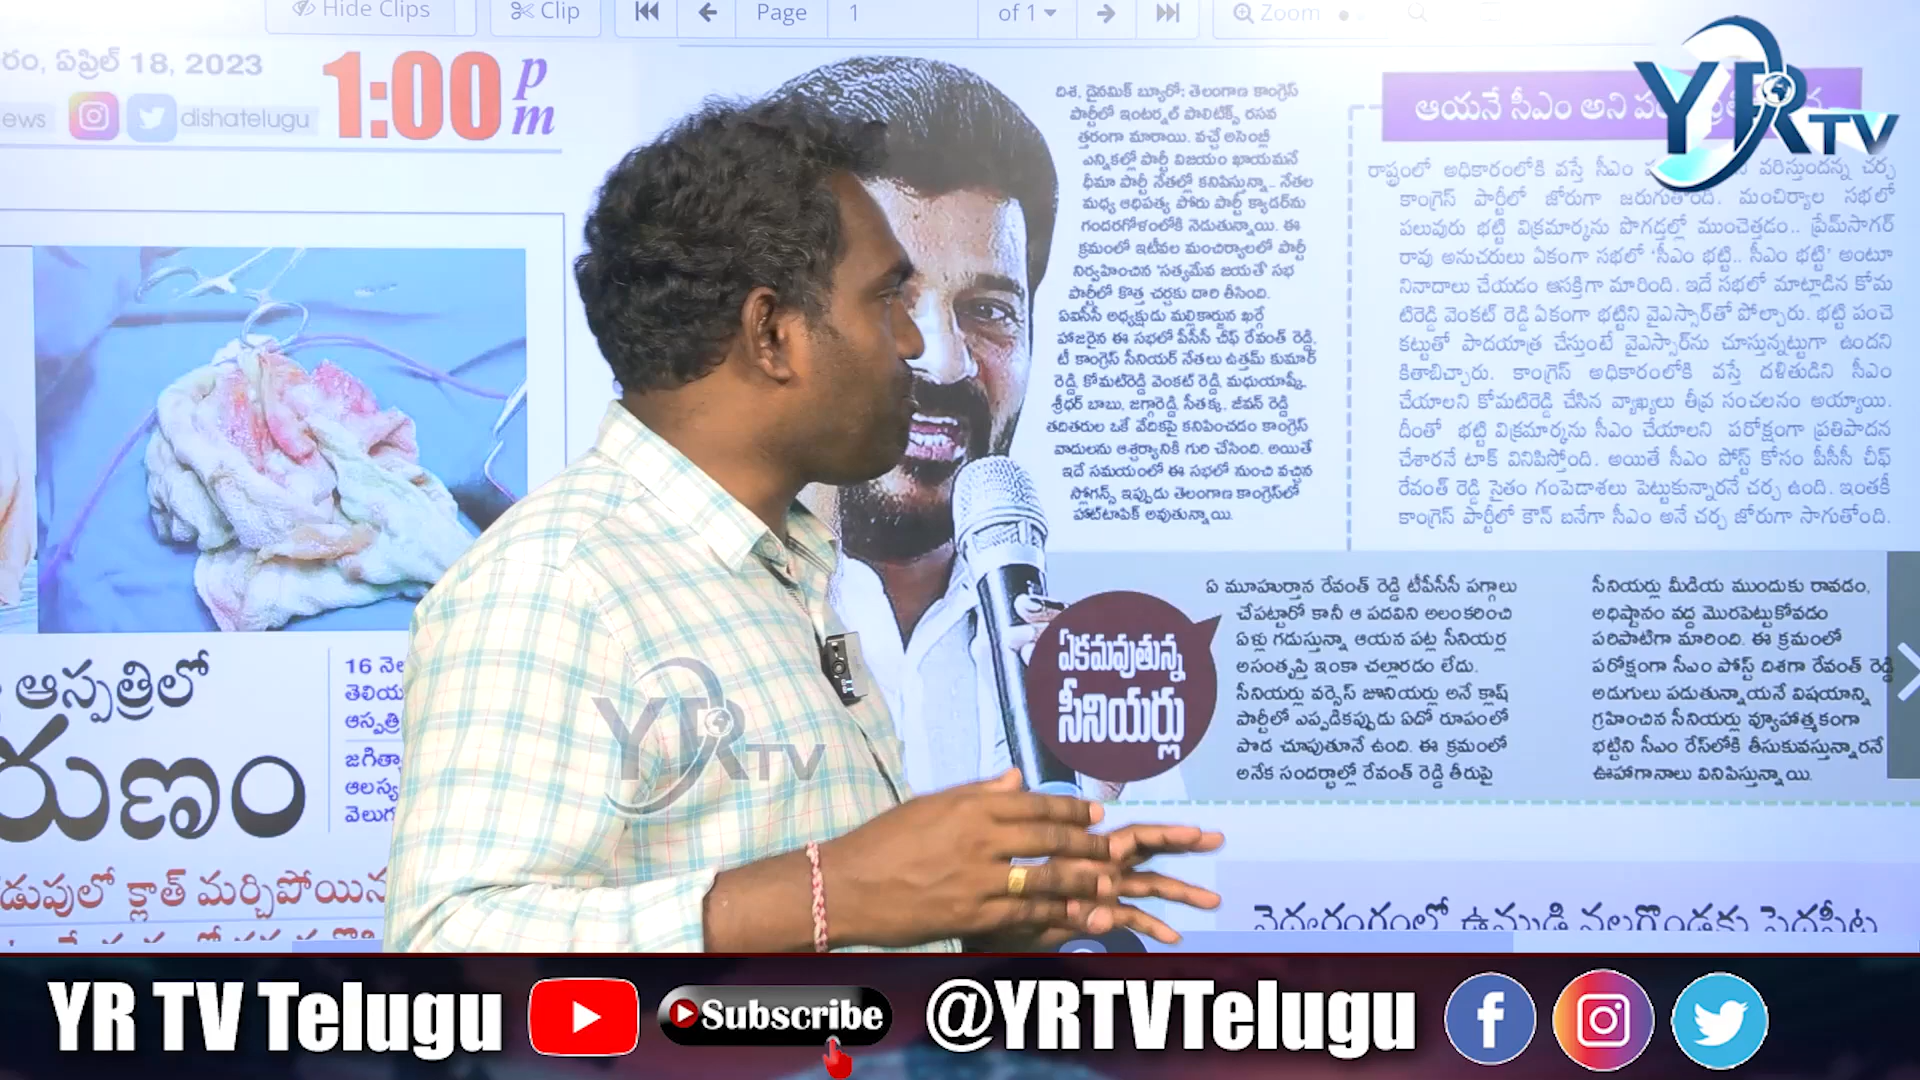 Hide Clips
Clip
Page 1 of 1
Zoom
ఏప్రిల్ 18, 2023
1:00 pm
ews
dishatelugu
YR TV
దిశ, డైనమిక్ బ్యూరో: తెలంగాణ కాంగ్రెస్
పార్టీలో ఇంటర్నల్ పాలిటిక్స్ రసవ
త్తరంగా మారాయి. వచ్చే అసెంబ్లీ
ఎన్నికల్లో పార్టీ విజయం ఖాయమనే
ధీమా పార్టీ నేతల్లో కనిపిస్తున్నా.. నేతల
మధ్య ఆధిపత్య పోరు పార్టీ క్యాడర్‌ను
గందరగోళంలోకి నెడుతున్నాయి. ఈ
క్రమంలో ఇటీవల మంచిర్యాలలో పార్టీ
నిర్వహించిన 'సత్యమేవ జయతే' సభ
పార్టీలో కొత్త చర్చకు దారి తీసింది.
ఏఐసీసీ అధ్యక్షుడు మల్లికార్జున ఖర్గే
హాజరైన ఈ సభలో పీసీసీ చీఫ్ రేవంత్ రెడ్డి,
టీ కాంగ్రెస్ సీనియర్ నేతలు ఉత్తమ్ కుమార్
రెడ్డి, కోమటిరెడ్డి వెంకట్ రెడ్డి, మధుయాష్కీ,
శ్రీధర్ బాబు, జగ్గారెడ్డి, సీతక్క, జీవన్ రెడ్డి
తదితరుల ఒకే వేదికపై కనిపించడం కాంగ్రెస్
వాదులను ఆశ్చర్యానికి గురి చేసింది. అయితే
ఇదే సమయంలో ఈ సభలో నుంచి వచ్చిన
స్లోగన్స్ ఇప్పుడు తెలంగాణ కాంగ్రెస్‌లో
హాట్‌టాపిక్ అవుతున్నాయి.
ఆయనే సీఎం అని
రాష్ట్రంలో అధికారంలోకి వస్తే సీఎం వరిస్తుందన్న చర్చ
కాంగ్రెస్ పార్టీలో జోరుగా జరుగుతోంది. మంచిర్యాల సభలో
పలువురు భట్టి విక్రమార్కను పొగడ్తల్లో ముంచెత్తడం.. ప్రేమ్‌సాగర్
రావు అనుచరులు ఏకంగా సభలో 'సీఎం భట్టి.. సీఎం భట్టి' అంటూ
నినాదాలు చేయడం ఆసక్తిగా మారింది. ఇదే సభలో మాట్లాడిన కోమ
టిరెడ్డి వెంకట్ రెడ్డి ఏకంగా భట్టిని వైఎస్సార్‌తో పోల్చారు. భట్టి పంచె
కట్టుతో పాదయాత్ర చేస్తుంటే వైఎస్సార్‌ను చూస్తున్నట్టుగా ఉందని
కితాబిచ్చారు. కాంగ్రెస్ అధికారంలోకి వస్తే దళితుడిని సీఎం
చేయాలని కోమటిరెడ్డి చేసిన వ్యాఖ్యలు తీవ్ర సంచలనం అయ్యాయి.
దీంతో భట్టి విక్రమార్కను సీఎం చేయాలని పరోక్షంగా ప్రతిపాదన
చేశారనే టాక్ వినిపిస్తోంది. అయితే సీఎం పోస్ట్ కోసం పీసీసీ చీఫ్
రేవంత్ రెడ్డి సైతం గంపెడాశలు పెట్టుకున్నారనే చర్చ ఉంది. ఇంతకీ
కాంగ్రెస్ పార్టీలో కౌన్ బనేగా సీఎం అనే చర్చ జోరుగా సాగుతోంది.
ఏకమవుతున్న
సీనియర్లు
ఏ మూహుర్తాన రేవంత్ రెడ్డి టీపీసీసీ పగ్గాలు
చేపట్టారో కానీ ఆ పదవిని అలంకరించి
ఏళ్లు గడుస్తున్నా ఆయన పట్ల సీనియర్ల
అసంతృప్తి ఇంకా చల్లారడం లేదు.
సీనియర్లు వర్సెస్ జూనియర్లు అనే క్లాష్
పార్టీలో ఎప్పడికప్పుడు ఏదో రూపంలో
పొడ చూపుతూనే ఉంది. ఈ క్రమంలో
అనేక సందర్భాల్లో రేవంత్ రెడ్డి తీరుపై
సీనియర్లు మీడియ ముందుకు రావడం,
అధిష్టానం వద్ద మొరపెట్టుకోవడం
పరిపాటిగా మారింది. ఈ క్రమంలో
పరోక్షంగా సీఎం పోస్ట్ దిశగా రేవంత్ రెడ్డి
అడుగులు పడుతున్నాయనే విషయాన్ని
గ్రహించిన సీనియర్లు వ్యూహాత్మకంగా
భట్టిని సీఎం రేస్‌లోకి తీసుకువస్తున్నారనే
ఊహాగానాలు వినిపిస్తున్నాయి.
ఆస్పత్రిలో
రుణం
16 నెల
తెలియ
ఆస్పత్రి
జగిత్యా
ఆలస్య
వెలుగ
డుపులో క్లాత్ మర్చిపోయిన
YR TV
YR TV Telugu
Subscribe
@YRTVTelugu